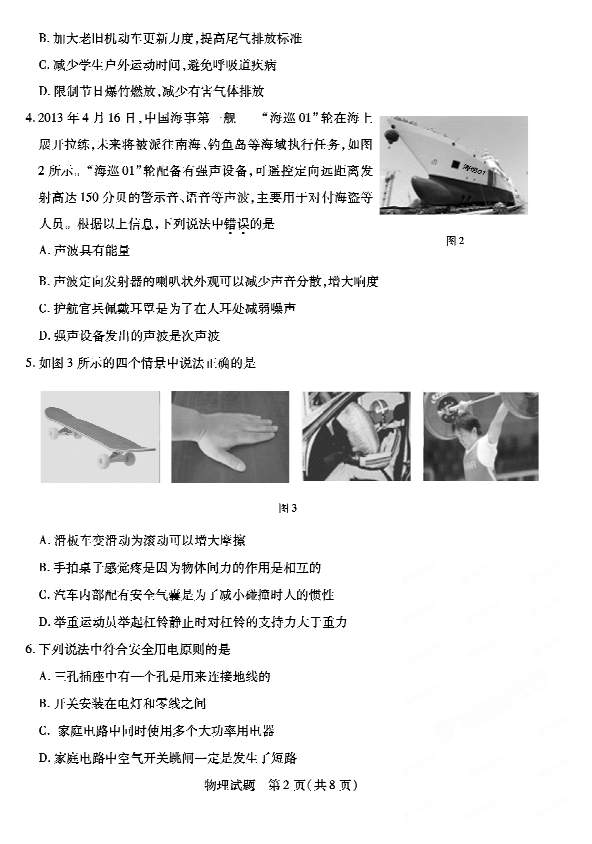 B. 加大老旧机动车更新力度,提高尾气排放标准
C. 减少学生户外运动时间,避免呼吸道疾病
D. 限制节日爆竹燃放,减少有害气体排放
4. 2013 年 4 月 16 日,中国海事第一舰 “海巡 01”轮在海上
展开拉练,未来将被派往南海、钓鱼岛等海域执行任务,如图
2 所示。“海巡 01”轮配备有强声设备,可遥控定向远距离发
射高达 150 分贝的警示音、语音等声波,主要用于对付海盗等
人员。根据以上信息,下列说法中错误的是
海巡01
图 2
A. 声波具有能量
B. 声波定向发射器的喇叭状外观可以减少声音分散,增大响度
C. 护航官兵佩戴耳罩是为了在人耳处减弱噪声
D. 强声设备发出的声波是次声波
5. 如图 3 所示的四个情景中说法正确的是
图 3
A. 滑板车变滑动为滚动可以增大摩擦
B. 手拍桌子感觉疼是因为物体间力的作用是相互的
C. 汽车内部配有安全气囊是为了减小碰撞时人的惯性
D. 举重运动员举起杠铃静止时对杠铃的支持力大于重力
6. 下列说法中符合安全用电原则的是
A. 三孔插座中有一个孔是用来连接地线的
B. 开关安装在电灯和零线之间
C. 家庭电路中同时使用多个大功率用电器
D. 家庭电路中空气开关跳闸一定是发生了短路
物理试题 第 2 页(共 8 页)